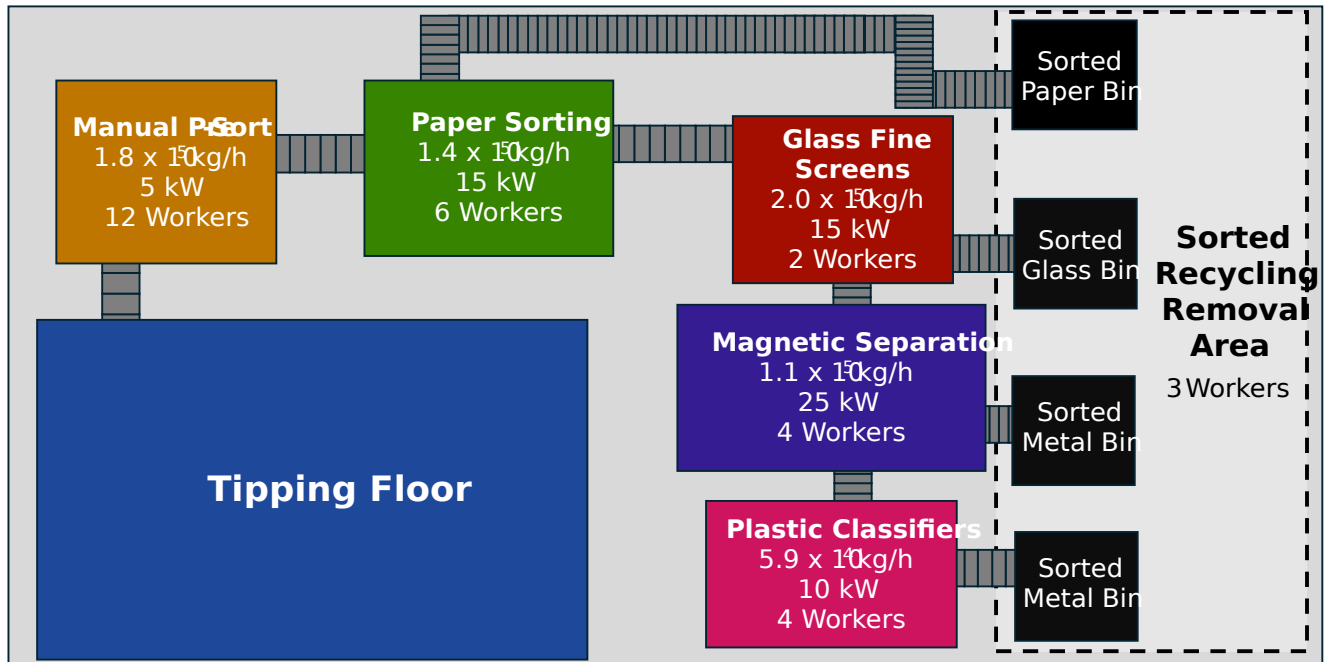 Manual Pre-Sort
1.8 x 10⁵ kg/h
5 kW
12 Workers
Paper Sorting
1.4 x 10⁵ kg/h
15 kW
6 Workers
Glass Fine
Screens
2.0 x 10⁵ kg/h
15 kW
2 Workers
Magnetic Separation
1.1 x 10⁵ kg/h
25 kW
4 Workers
Plastic Classifiers
5.9 x 10⁴ kg/h
10 kW
4 Workers
Tipping Floor
Sorted
Paper Bin
Sorted
Glass Bin
Sorted
Metal Bin
Sorted
Metal Bin
Sorted
Recycling
Removal
Area
3 Workers